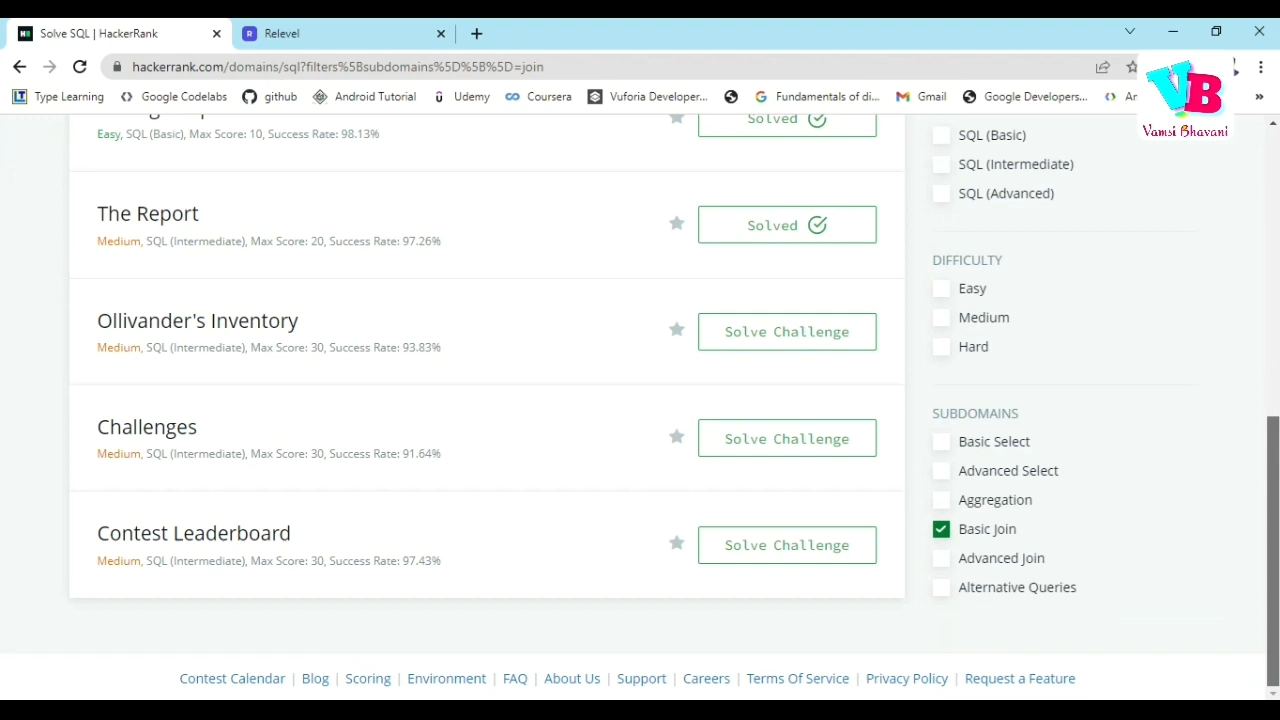 Solve SQL | HackerRank
Relevel
hackerrank.com/domains/sql?filters%5Bsubdomains%5D%5B%5D=join
Type Learning
Google Codelabs
github
Android Tutorial
Udemy
Coursera
Vuforia Developer...
Fundamentals of di...
Gmail
Google Developers...
VB
Vamsi Bhavani
Easy, SQL (Basic), Max Score: 10, Success Rate: 98.13%
Solved
SQL (Basic)
SQL (Intermediate)
SQL (Advanced)
The Report
Medium, SQL (Intermediate), Max Score: 20, Success Rate: 97.26%
Solved
DIFFICULTY
Easy
Medium
Hard
Ollivander's Inventory
Medium, SQL (Intermediate), Max Score: 30, Success Rate: 93.83%
Solve Challenge
Challenges
Medium, SQL (Intermediate), Max Score: 30, Success Rate: 91.64%
Solve Challenge
SUBDOMAINS
Basic Select
Advanced Select
Aggregation
Basic Join
Advanced Join
Alternative Queries
Contest Leaderboard
Medium, SQL (Intermediate), Max Score: 30, Success Rate: 97.43%
Solve Challenge
Contest Calendar | Blog | Scoring | Environment | FAQ | About Us | Support | Careers | Terms Of Service | Privacy Policy | Request a Feature